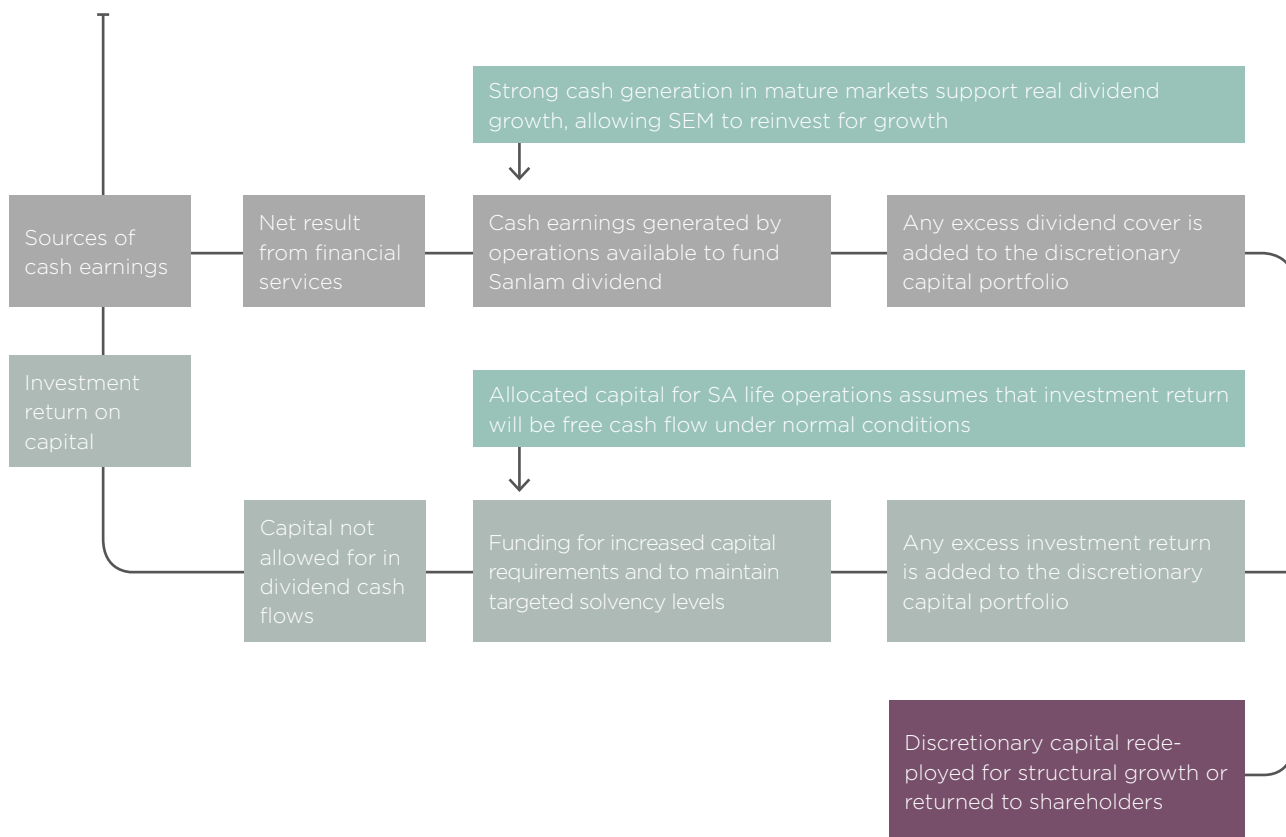 Strong cash generation in mature markets support real dividend
growth, allowing SEM to reinvest for growth
Sources of
cash earnings
Net result
from financial
services
Cash earnings generated by
operations available to fund
Sanlam dividend
Any excess dividend cover is
added to the discretionary
capital portfolio
Investment
return on
capital
Allocated capital for SA life operations assumes that investment return
will be free cash flow under normal conditions
Capital not
allowed for in
dividend cash
flows
Funding for increased capital
requirements and to maintain
targeted solvency levels
Any excess investment return
is added to the discretionary
capital portfolio
Discretionary capital rede-
ployed for structural growth or
returned to shareholders